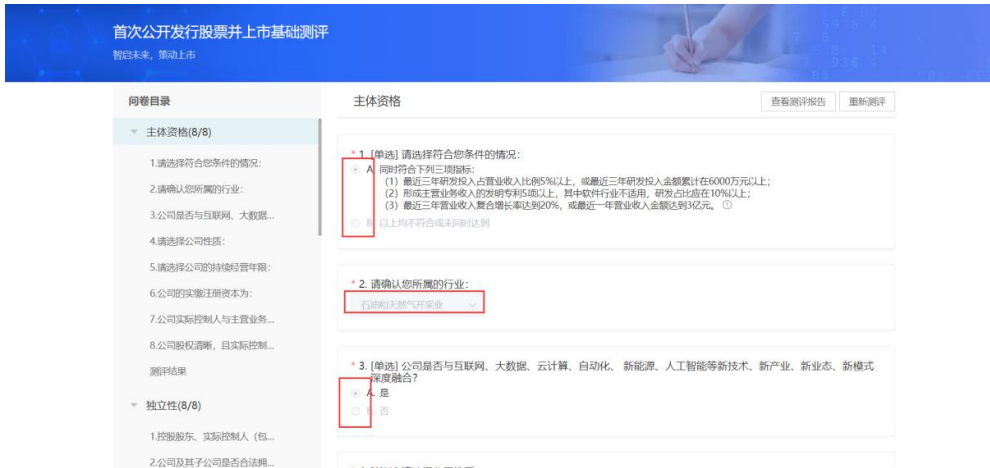 首次公开发行股票并上市基础测评
智启未来，策动上市
问卷目录
主体资格(8/8)
1.请选择符合您条件的情况:
2.请确认您所属的行业:
3.公司是否与互联网、大数据...
4.请选择公司性质:
5.请选择公司的持续经营年限:
6.公司的实缴注册资本为:
7.公司实际控制人与主营业务...
8.公司股权清晰，且实际控制...
测评结果
独立性(8/8)
1.控股股东、实际控制人（包...
2.公司及其子公司是否合法拥...
主体资格
查看测评报告 重新测评
* 1. [单选] 请选择符合您条件的情况:
A. 同时符合下列三项指标:
（1）最近三年研发投入占营业收入比例5%以上，或最近三年研发投入金额累计在6000万元以上；
（2）形成主营业务收入的发明专利5项以上，其中软件行业不适用，研发占比应在10%以上；
（3）最近三年营业收入复合增长率达到20%，或最近一年营业收入金额达到3亿元。
B. 以上均不符合或未同时达到
* 2. 请确认您所属的行业:
石油和天然气开采业
* 3. [单选] 公司是否与互联网、大数据、云计算、自动化、 新能源、人工智能等新技术、新产业、新业态、新模式
深度融合?
A. 是
B. 否